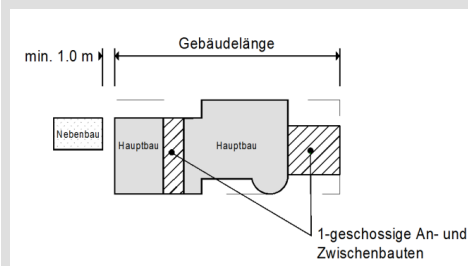 Gebäudelänge
min. 1.0 m
Nebenbau
Hauptbau
Hauptbau
1-geschossige An- und
Zwischenbauten